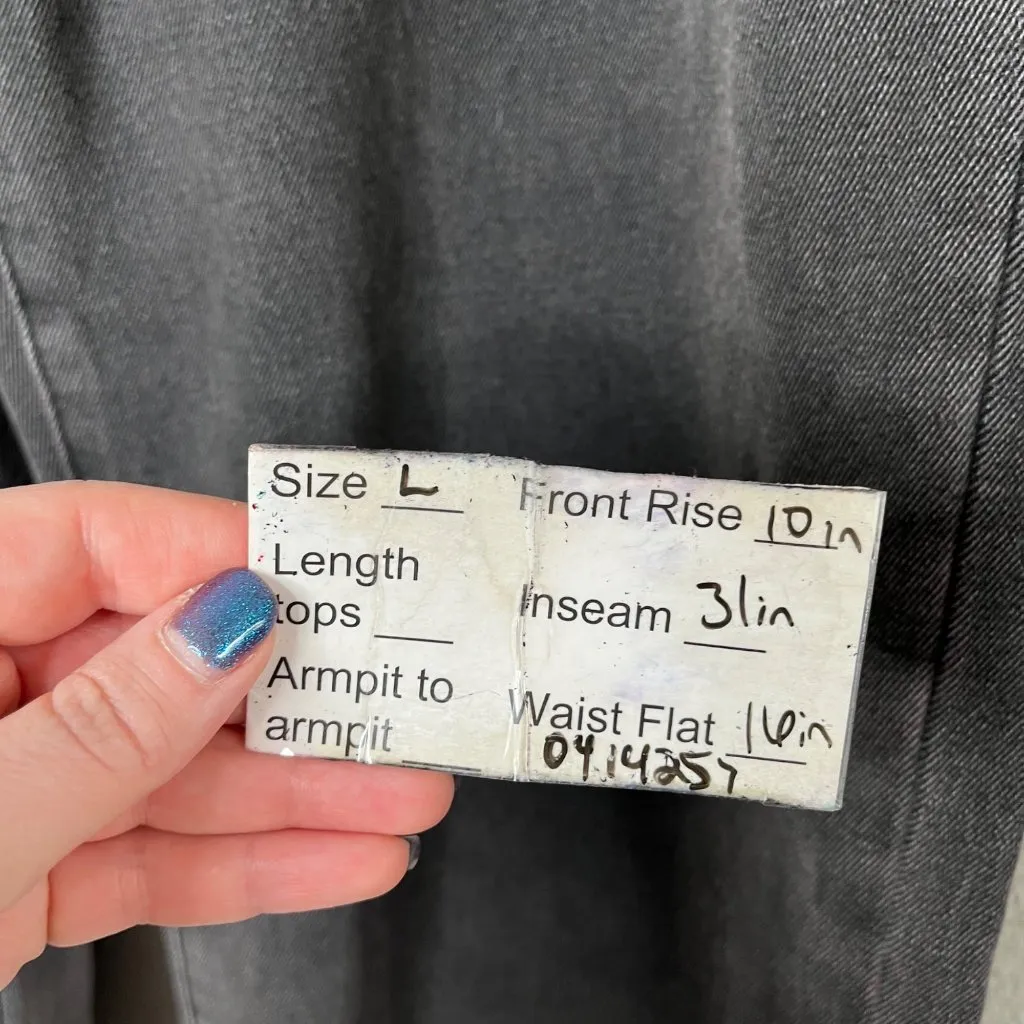 Size L
Length
tops
Armpit to
armpit
Front Rise 10in
Inseam 31in
Waist Flat 16in
0414257